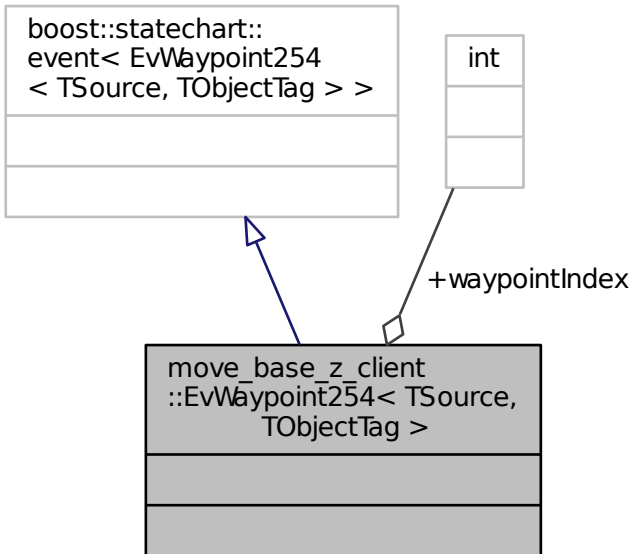 boost::statechart::
event< EvWaypoint254
< TSource, TObjectTag > >
int
+waypointIndex
move_base_z_client
::EvWaypoint254< TSource,
TObjectTag >